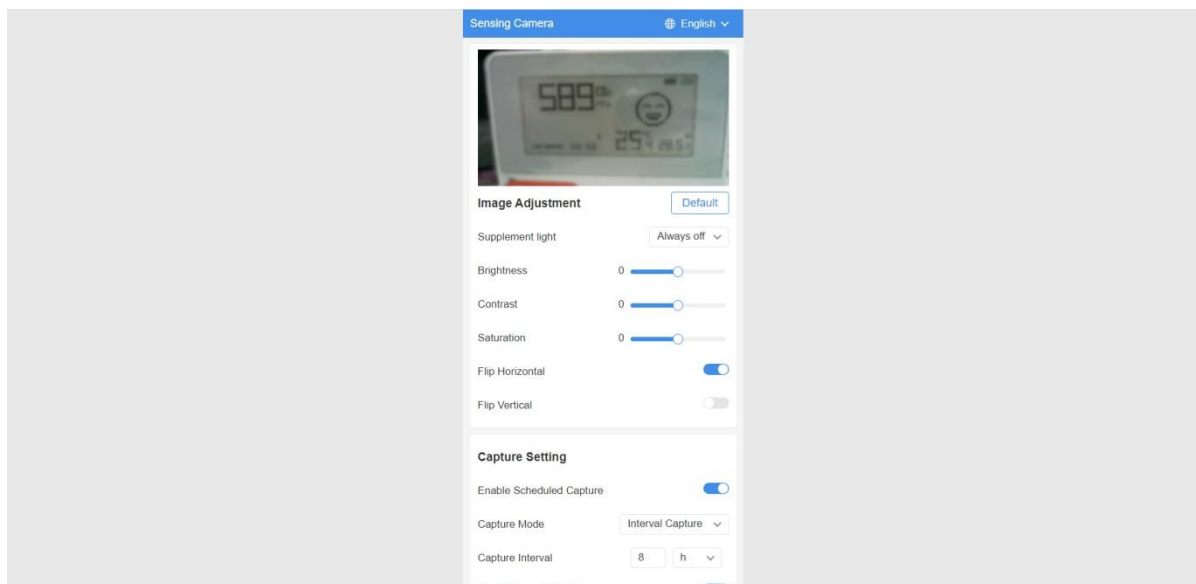 Sensing Camera English
589
25
Image Adjustment Default
Supplement light Always off
Brightness 0
Contrast 0
Saturation 0
Flip Horizontal
Flip Vertical
Capture Setting
Enable Scheduled Capture
Capture Mode Interval Capture
Capture Interval 8 h